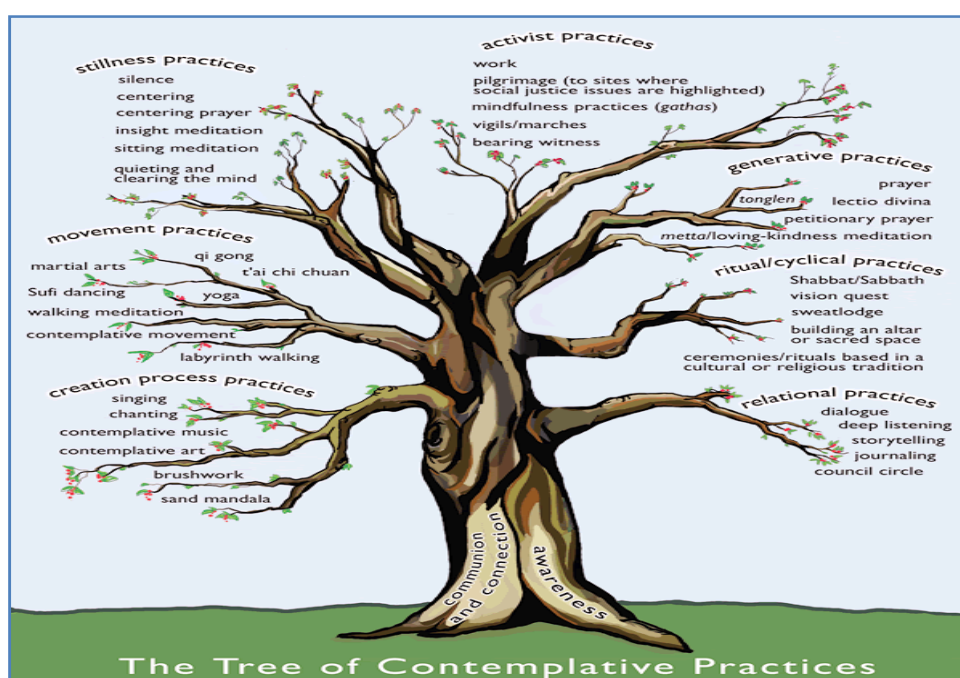 stillness practices
silence
centering
centering prayer
insight meditation
sitting meditation
quieting and
clearing the mind
activist practices
work
pilgrimage (to sites where
social justice issues are highlighted)
mindfulness practices (gathas)
vigils/marches
bearing witness
generative practices
prayer
tonglen
lectio divina
petitionary prayer
metta/loving-kindness meditation
movement practices
qi gong
martial arts
t'ai chi chuan
Sufi dancing
yoga
walking meditation
contemplative movement
labyrinth walking
ritual/cyclical practices
Shabbat/Sabbath
vision quest
sweatlodge
building an altar
or sacred space
ceremonies/rituals based in a
cultural or religious tradition
creation process practices
singing
chanting
contemplative music
contemplative art
brushwork
sand mandala
relational practices
dialogue
deep listening
storytelling
journaling
council circle
communion
and connection
awareness
The Tree of Contemplative Practices